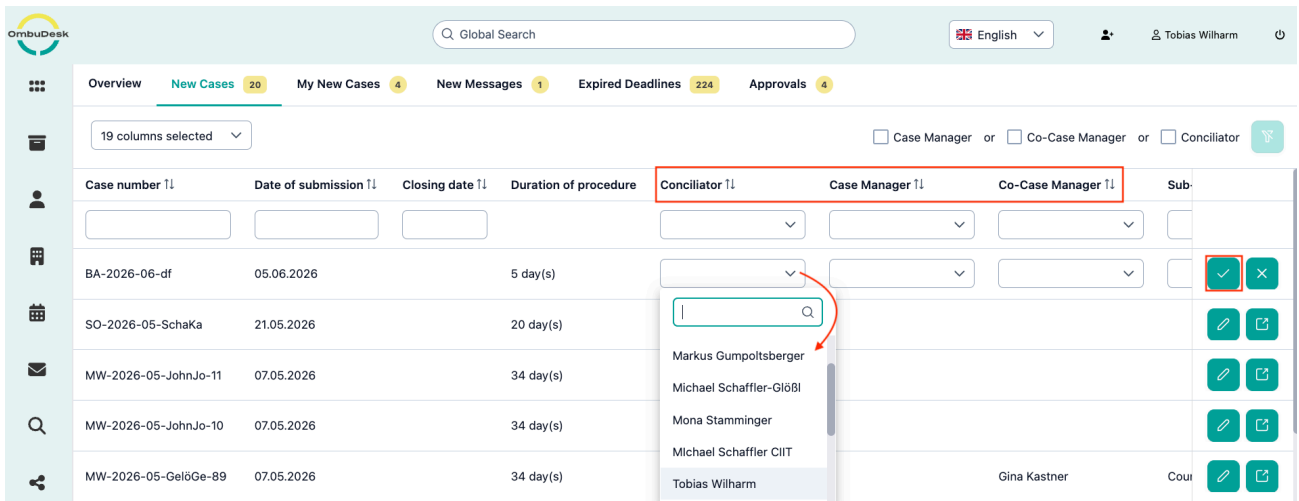 OmbuDesk
Global Search
English
Tobias Wilharm
Overview New Cases 20 My New Cases 4 New Messages 1 Expired Deadlines 224 Approvals 4
19 columns selected
Case Manager or Co-Case Manager or Conciliator
Case number Date of submission Closing date Duration of procedure Conciliator Case Manager Co-Case Manager Sub-
BA-2026-06-df 05.06.2026 5 day(s)
SO-2026-05-SchaKa 21.05.2026 20 day(s)
Markus Gumpoltsberger
MW-2026-05-JohnJo-11 07.05.2026 34 day(s)
Michael Schaffler-Glößl
Mona Stamminger
MW-2026-05-JohnJo-10 07.05.2026 34 day(s)
MIchael Schaffler CIIT
MW-2026-05-GelöGe-89 07.05.2026 34 day(s) Gina Kastner Cour
Tobias Wilharm